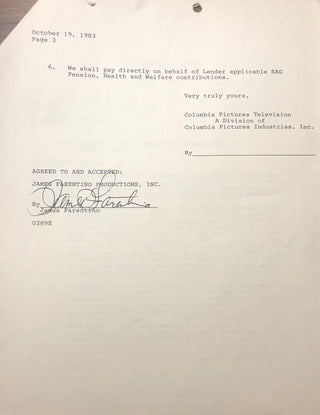 October 19, 1983
Page 3
6. We shall pay directly on behalf of Lender applicable SAG
Pension, Health and Welfare contributions.
Very truly yours,
Columbia Pictures Television
A Division of
Columbia Pictures Industries, Inc.
By
AGREED TO AND ACCEPTED:
JAMES FARENTINO PRODUCTIONS, INC.
By James Farentino
James Farentino
0289E